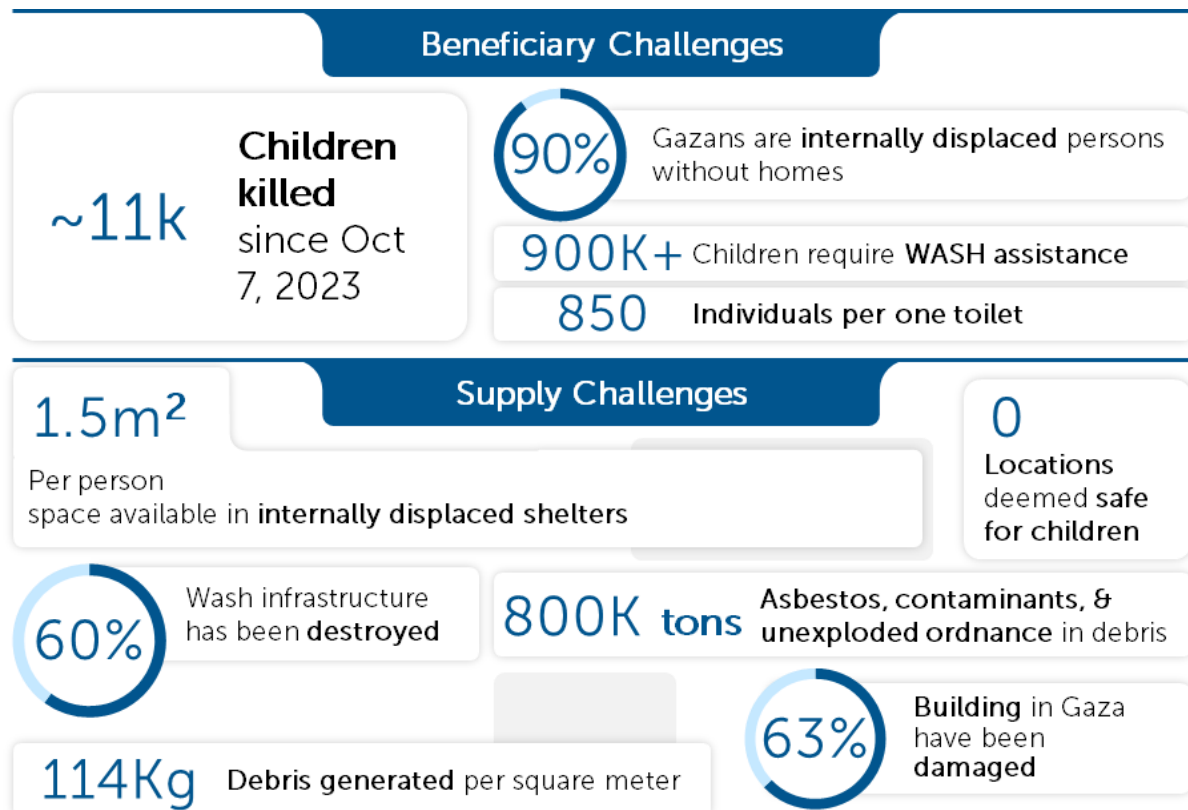 Beneficiary Challenges
~11k
Children
killed
since Oct
7, 2023
90%
Gazans are internally displaced persons
without homes
900K+ Children require WASH assistance
850 Individuals per one toilet
Supply Challenges
1.5m²
Per person
space available in internally displaced shelters
0
Locations
deemed safe
for children
60%
Wash infrastructure
has been destroyed
800K tons
Asbestos, contaminants, &
unexploded ordnance in debris
63%
Building in Gaza
have been
damaged
114Kg Debris generated per square meter